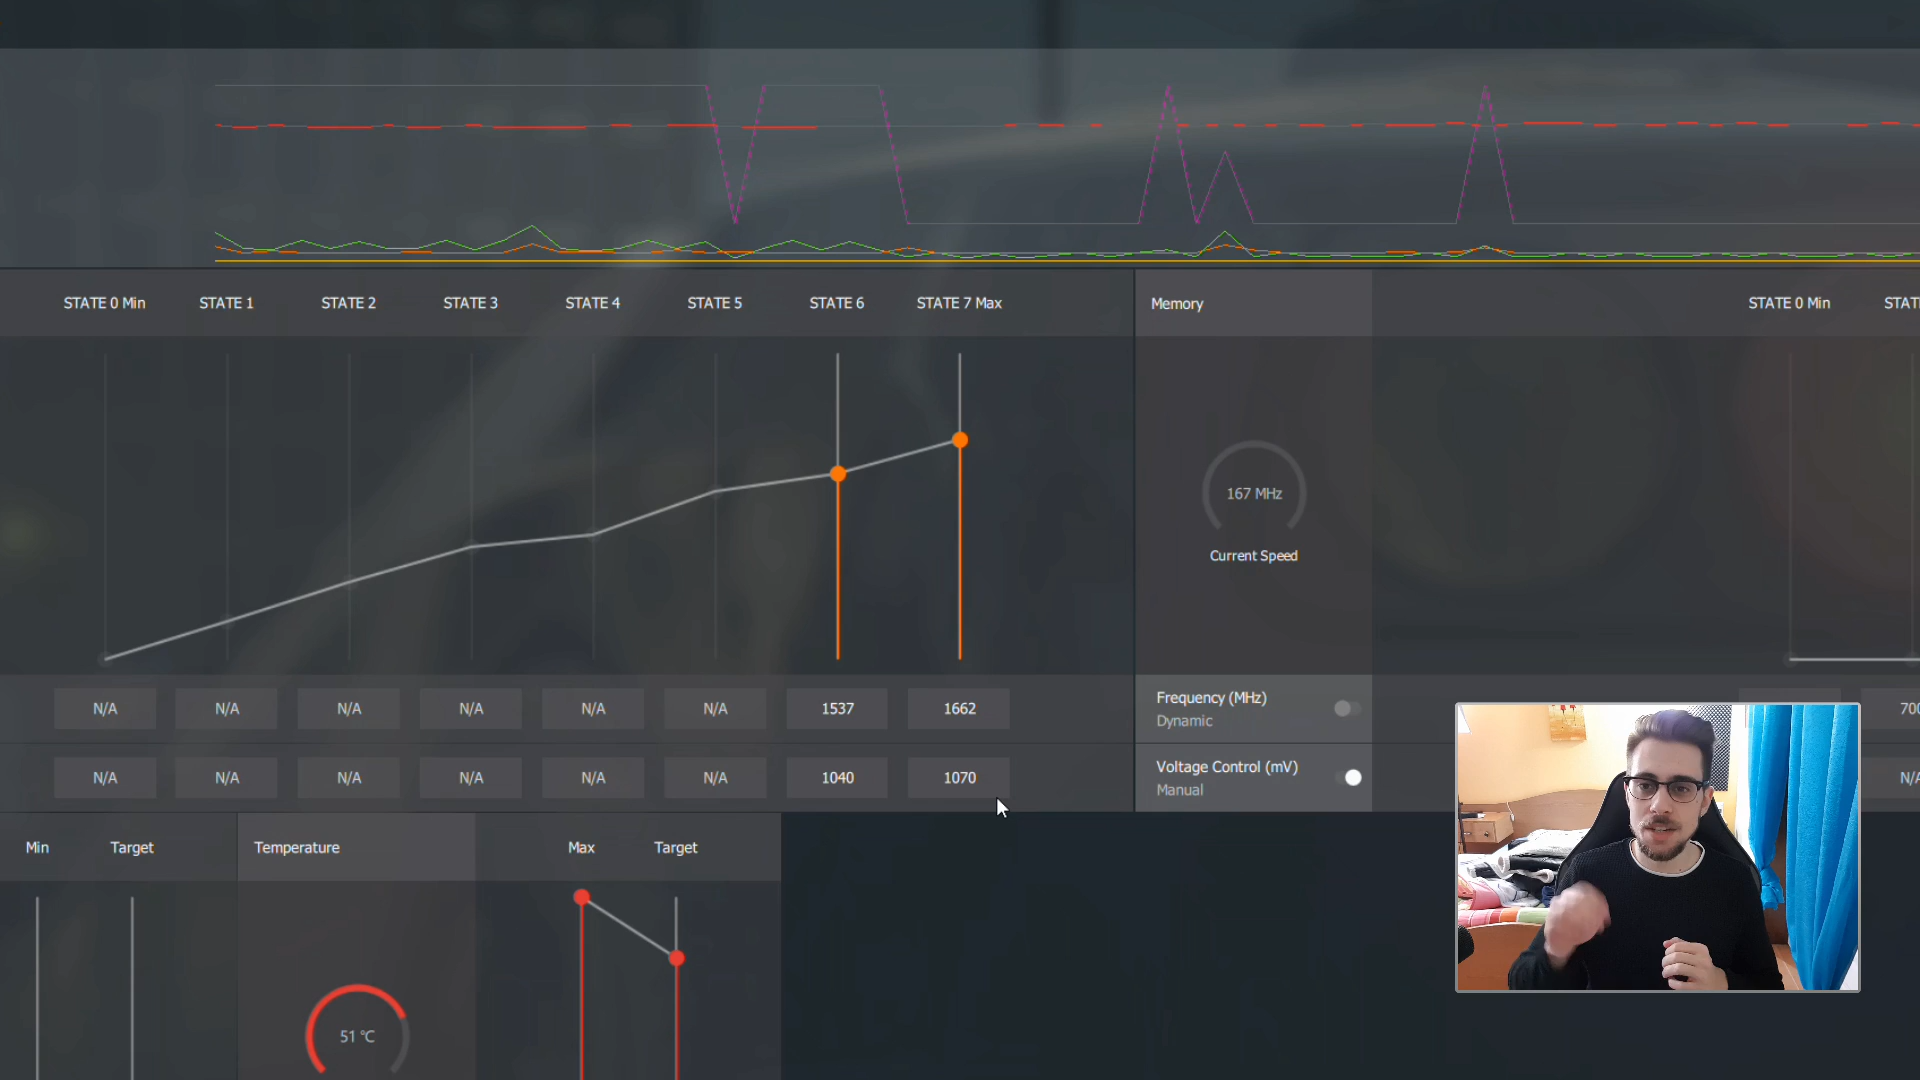 STATE 0 Min STATE 1 STATE 2 STATE 3 STATE 4 STATE 5 STATE 6 STATE 7 Max
Memory
STATE 0 Min
167 MHz
Current Speed
N/A N/A N/A N/A N/A N/A 1537 1662
Frequency (MHz)
Dynamic
N/A N/A N/A N/A N/A N/A 1040 1070
Voltage Control (mV)
Manual
Min Target
Temperature
Max Target
51 °C